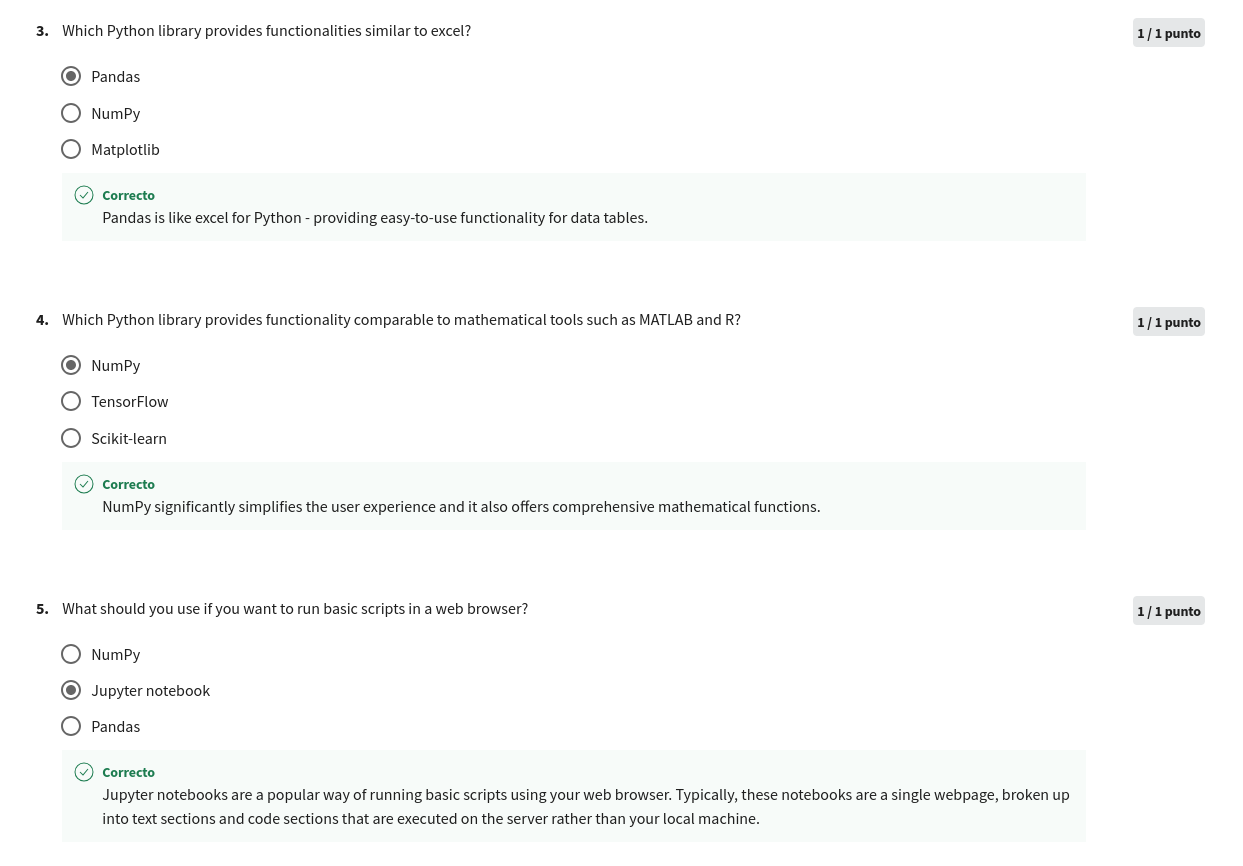 3. Which Python library provides functionalities similar to excel?
1 / 1 punto
Pandas
NumPy
Matplotlib
Correcto
Pandas is like excel for Python - providing easy-to-use functionality for data tables.
4. Which Python library provides functionality comparable to mathematical tools such as MATLAB and R?
1 / 1 punto
NumPy
TensorFlow
Scikit-learn
Correcto
NumPy significantly simplifies the user experience and it also offers comprehensive mathematical functions.
5. What should you use if you want to run basic scripts in a web browser?
1 / 1 punto
NumPy
Jupyter notebook
Pandas
Correcto
Jupyter notebooks are a popular way of running basic scripts using your web browser. Typically, these notebooks are a single webpage, broken up
into text sections and code sections that are executed on the server rather than your local machine.